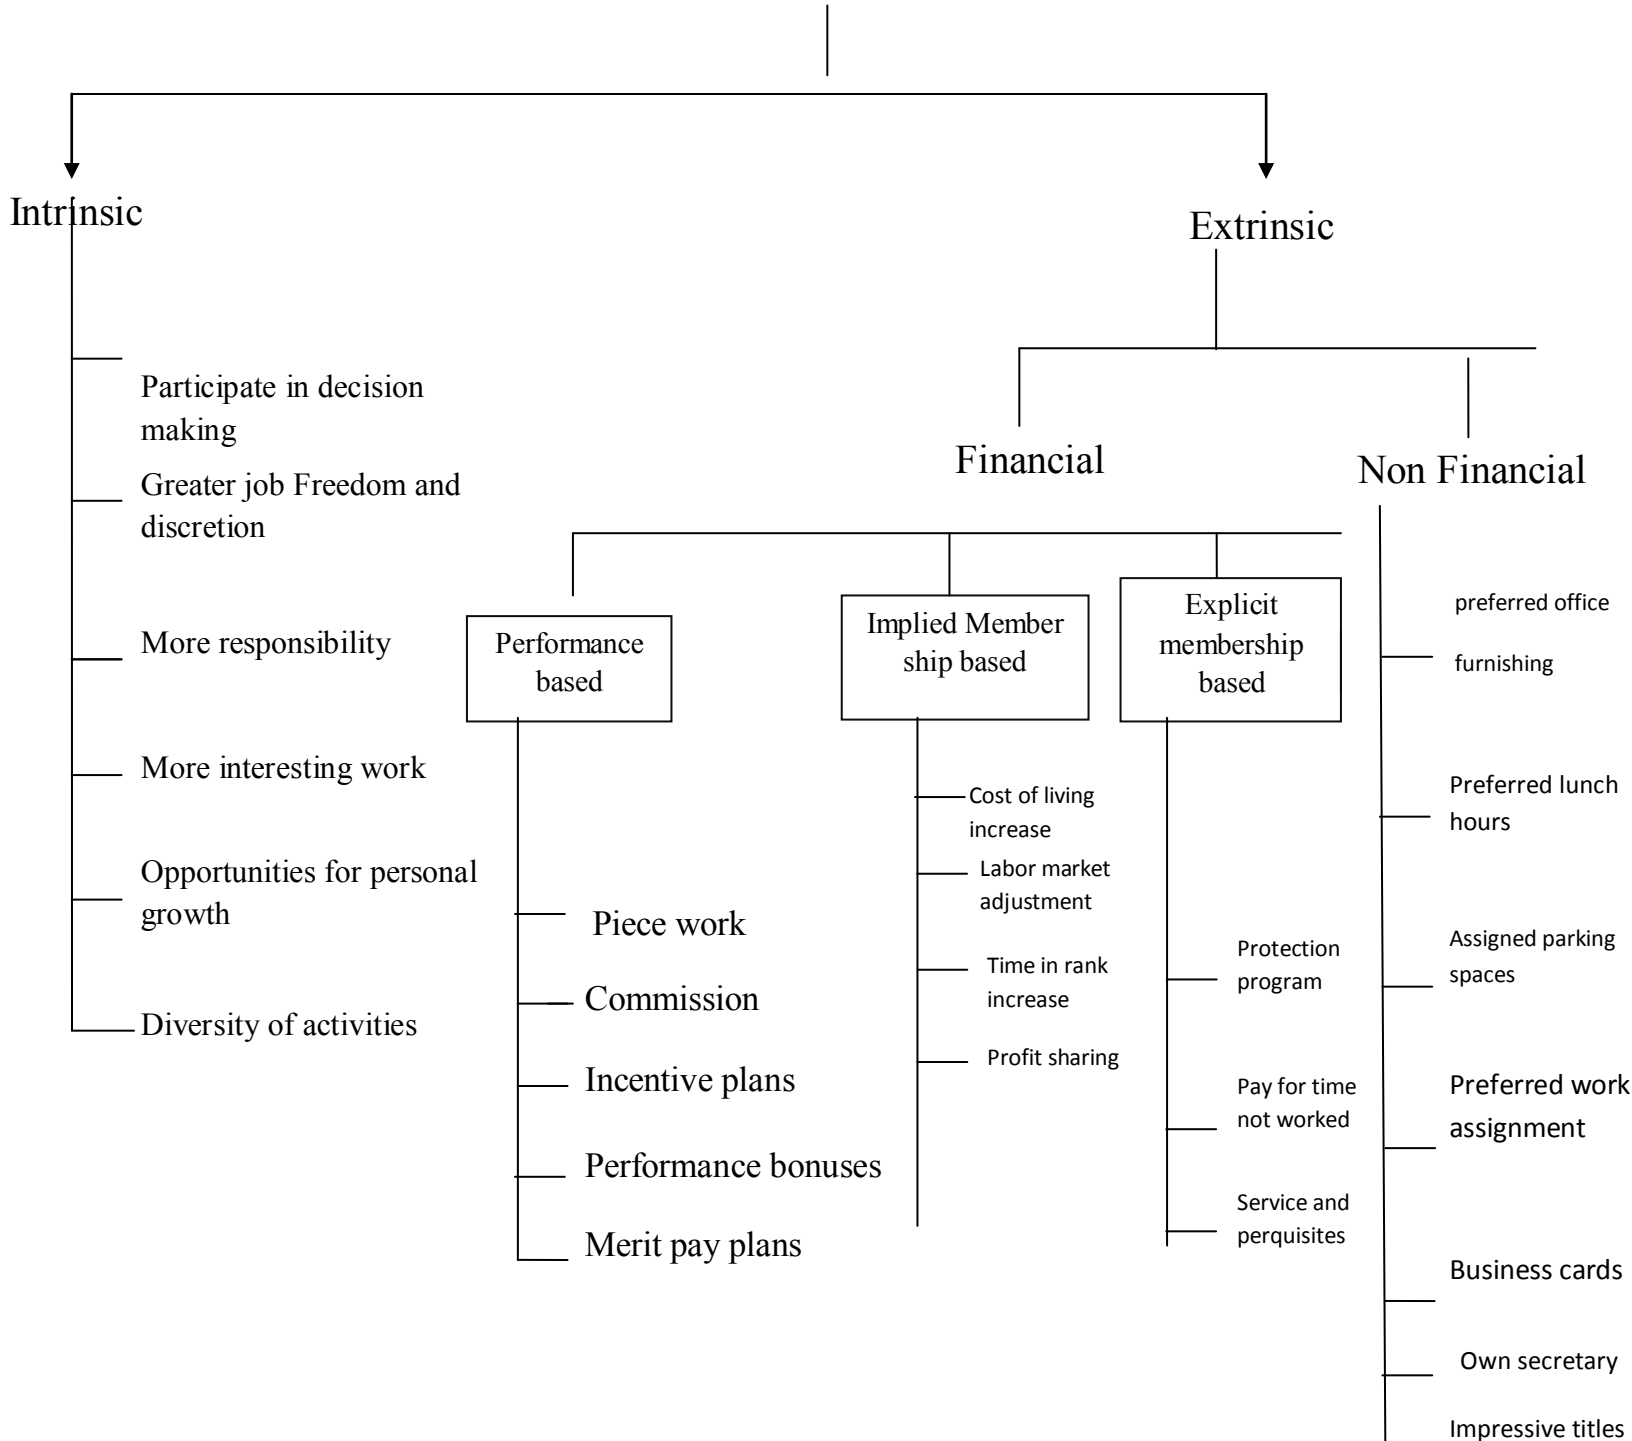 Intrinsic
Extrinsic
Participate in decision
making
Greater job Freedom and
discretion
More responsibility
More interesting work
Opportunities for personal
growth
Diversity of activities
Financial
Non Financial
Performance
based
Implied Member
ship based
Explicit
membership
based
Piece work
Commission
Incentive plans
Performance bonuses
Merit pay plans
Cost of living
increase
Labor market
adjustment
Time in rank
increase
Profit sharing
Protection
program
Pay for time
not worked
Service and
perquisites
preferred office
furnishing
Preferred lunch
hours
Assigned parking
spaces
Preferred work
assignment
Business cards
Own secretary
Impressive titles